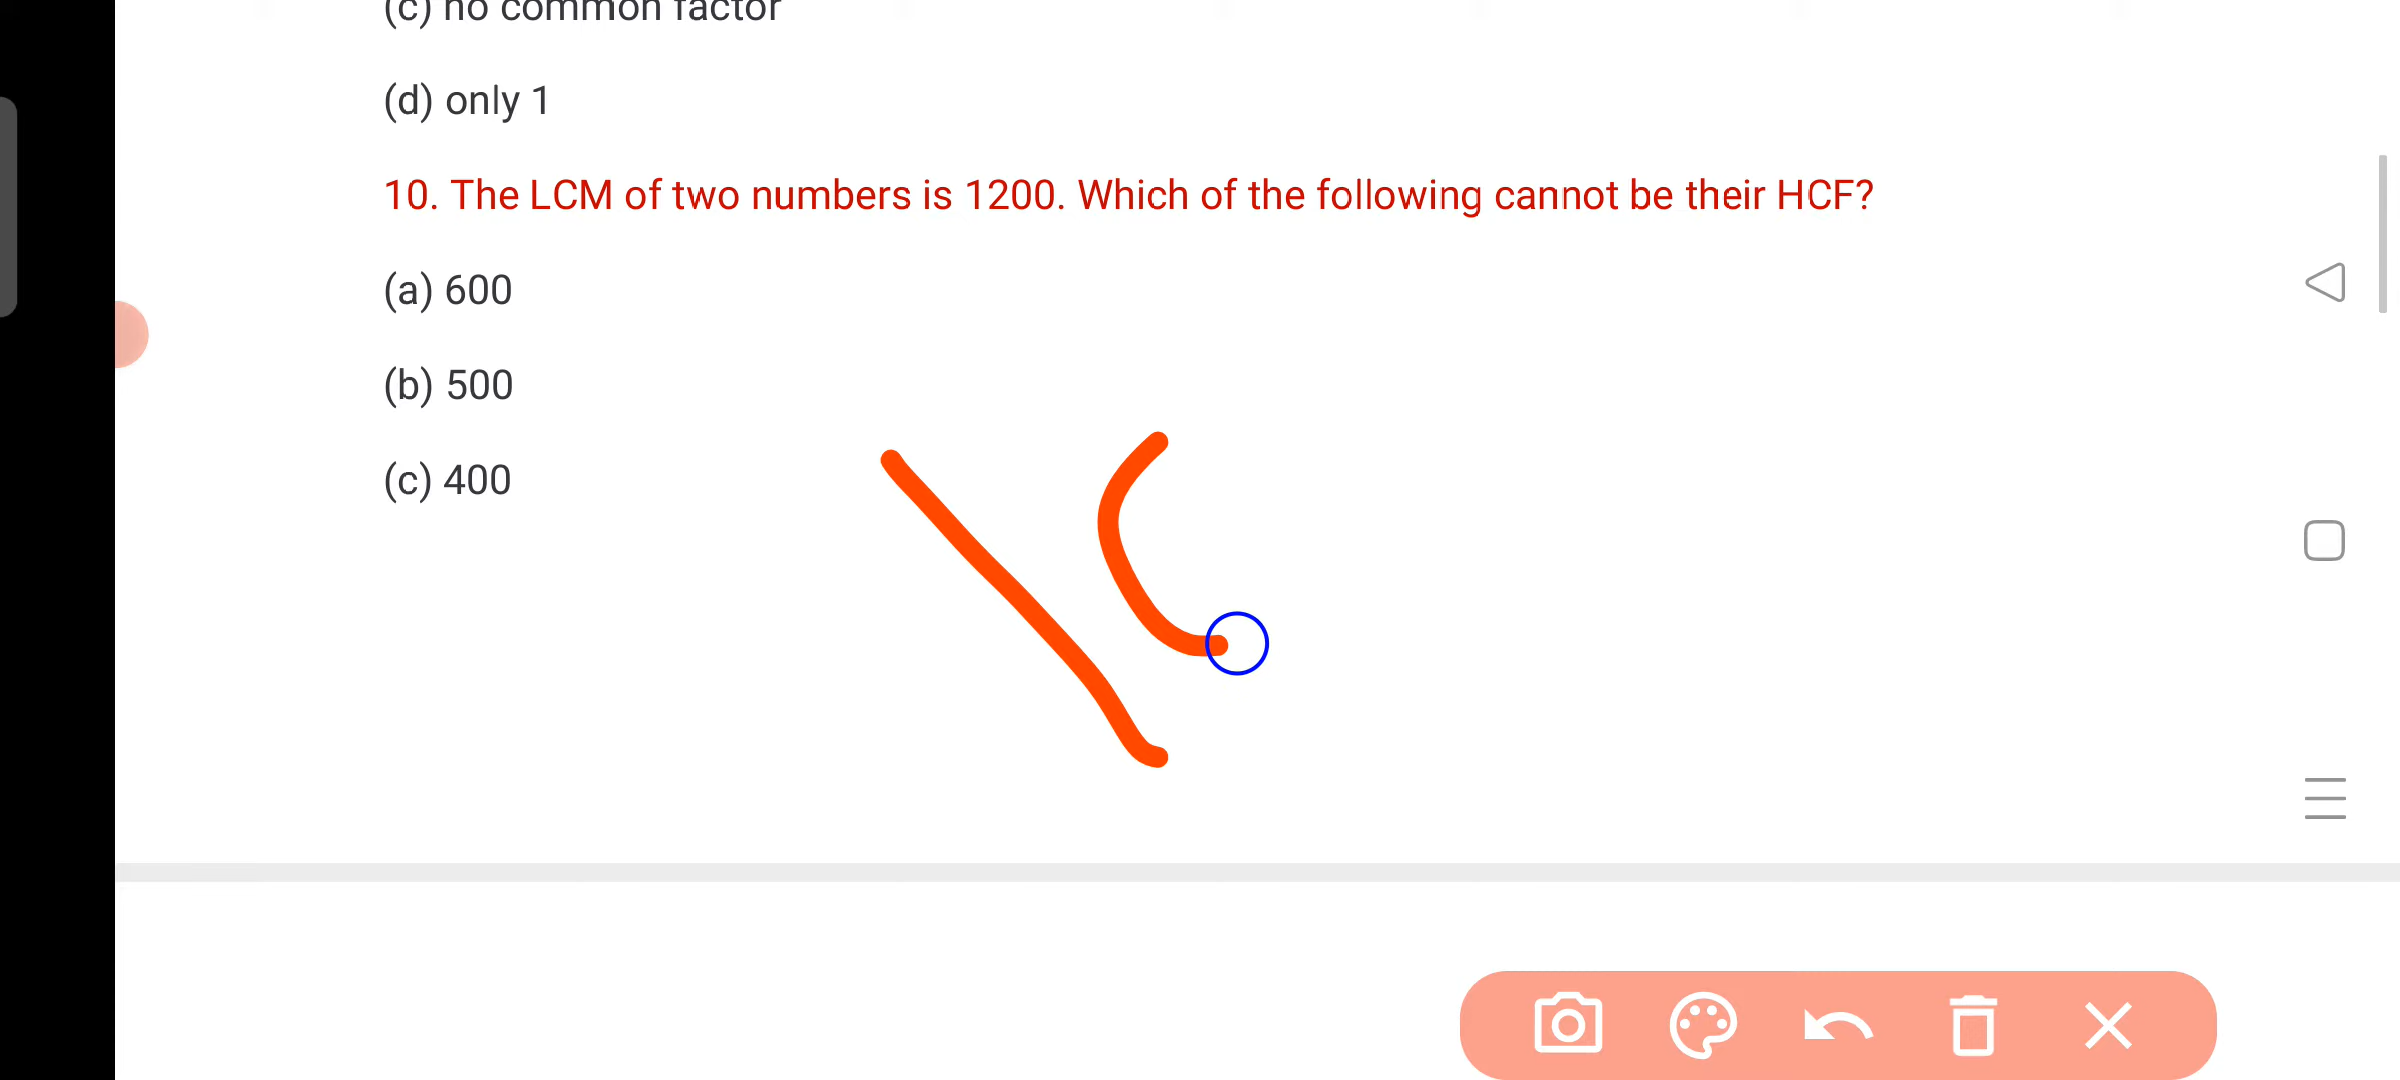 (c) no common factor
(d) only 1
10. The LCM of two numbers is 1200. Which of the following cannot be their HCF?
(a) 600
(b) 500
(c) 400